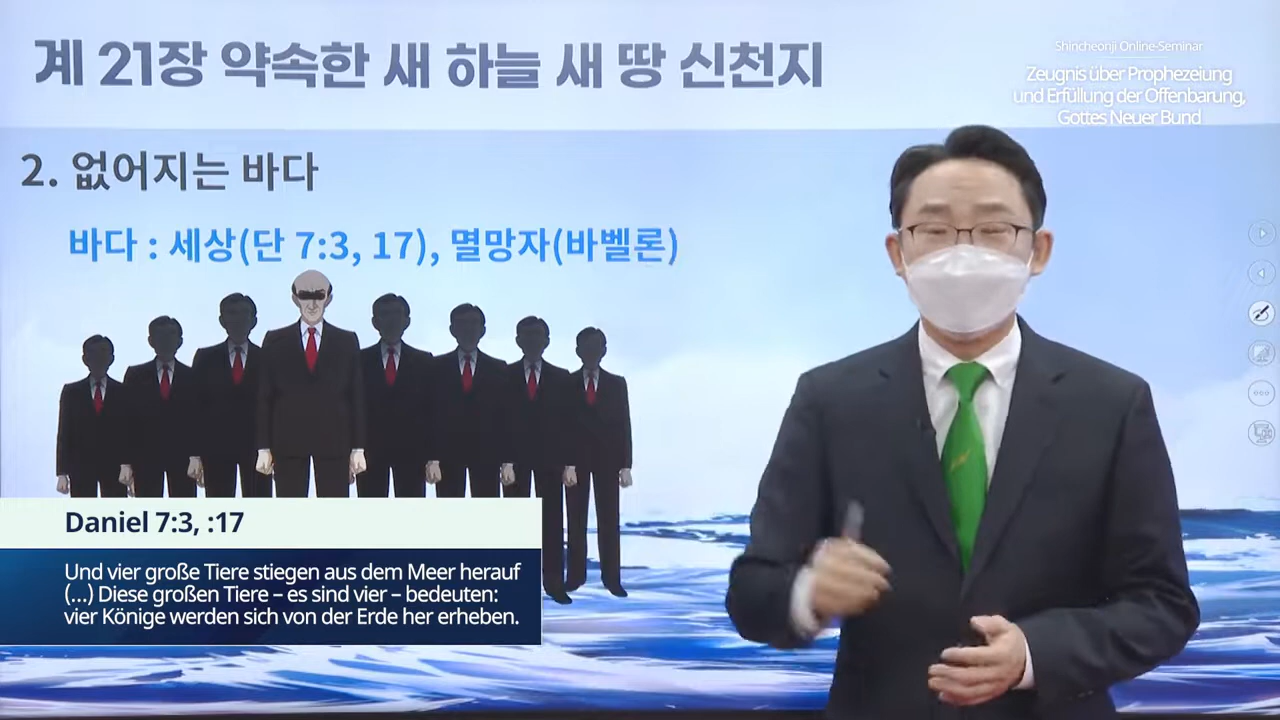 계 21장 약속한 새 하늘 새 땅 신천지
Shincheonji Online-Seminar
Zeugnis über Prophezeiung
und Erfüllung der Offenbarung,
Gottes Neuer Bund
2. 없어지는 바다
바다 : 세상(단 7:3, 17), 멸망자(바벨론)
Daniel 7:3, :17
Und vier große Tiere stiegen aus dem Meer herauf
(...) Diese großen Tiere – es sind vier – bedeuten:
vier Könige werden sich von der Erde her erheben.